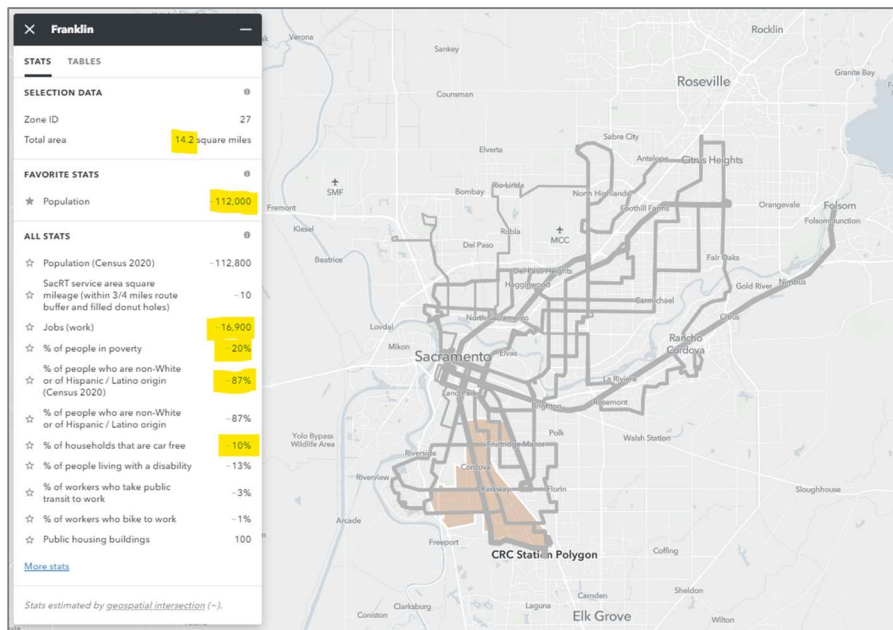 Franklin
STATS TABLES
SELECTION DATA
Zone ID 27
Total area 14.2 square miles
FAVORITE STATS
Population ~112,000
ALL STATS
Population (Census 2020) ~112,800
SacRT service area square
mileage (within 3/4 miles route
buffer and filled donut holes) ~10
Jobs (work) ~16,900
% of people in poverty ~20%
% of people who are non-White
or of Hispanic / Latino origin
(Census 2020) ~87%
% of people who are non-White
or of Hispanic / Latino origin ~87%
% of households that are car free ~10%
% of people living with a disability ~13%
% of workers who take public
transit to work ~3%
% of workers who bike to work ~1%
Public housing buildings 100
More stats
Stats estimated by geospatial intersection (~).
Verona
Sankey
Rocklin
Roseville
Granite Bay
Counsman
Sabre City
Elverta
Antelope
Citrus Heights
SMF
Bombay
Rio Linda
North Highlands
Orangevale
Folsom
Fremont
Robla
Foothill Farms
Folsom Junction
Kiesel
Del Paso
MCC
Beatrice
Fair Oaks
Del Paso Heights
Hagginwood
Gold River
Nimbus
Carmichael
North Sacramento
Citrus
Lovdal
Mikon
Sacramento
Elvas
Rancho
Cordova
La Riviera
Brighton
Rosemont
Yolo Bypass
Wildlife Area
Polk
Walsh Station
Riverside
Fruitridge Manor
Cordova
Riverview
Parkway
Florin
Sloughhouse
Arcade
Freeport
CRC Station Polygon
Coffing
Camden
Sheldon
Clarksburg
Laguna
Coniston
Elk Grove
Wilton